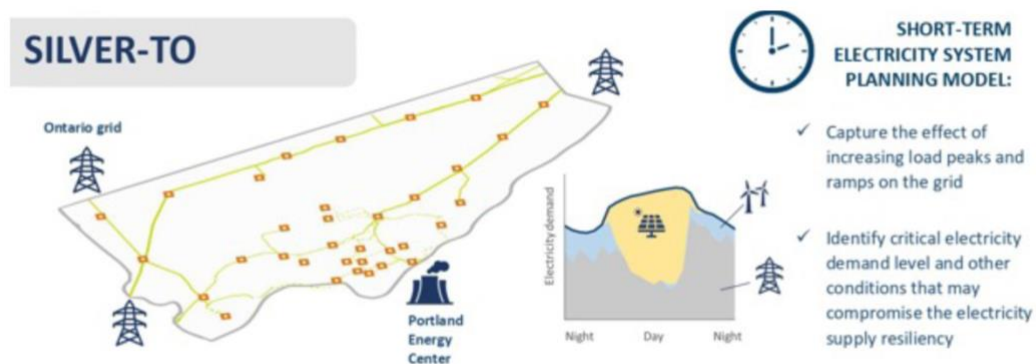 SILVER-TO
Ontario grid
Portland
Energy
Center
Electricity demand
Night
Day
Night
SHORT-TERM
ELECTRICITY SYSTEM
PLANNING MODEL:
✓ Capture the effect of
increasing load peaks and
ramps on the grid
✓ Identify critical electricity
demand level and other
conditions that may
compromise the electricity
supply resiliency